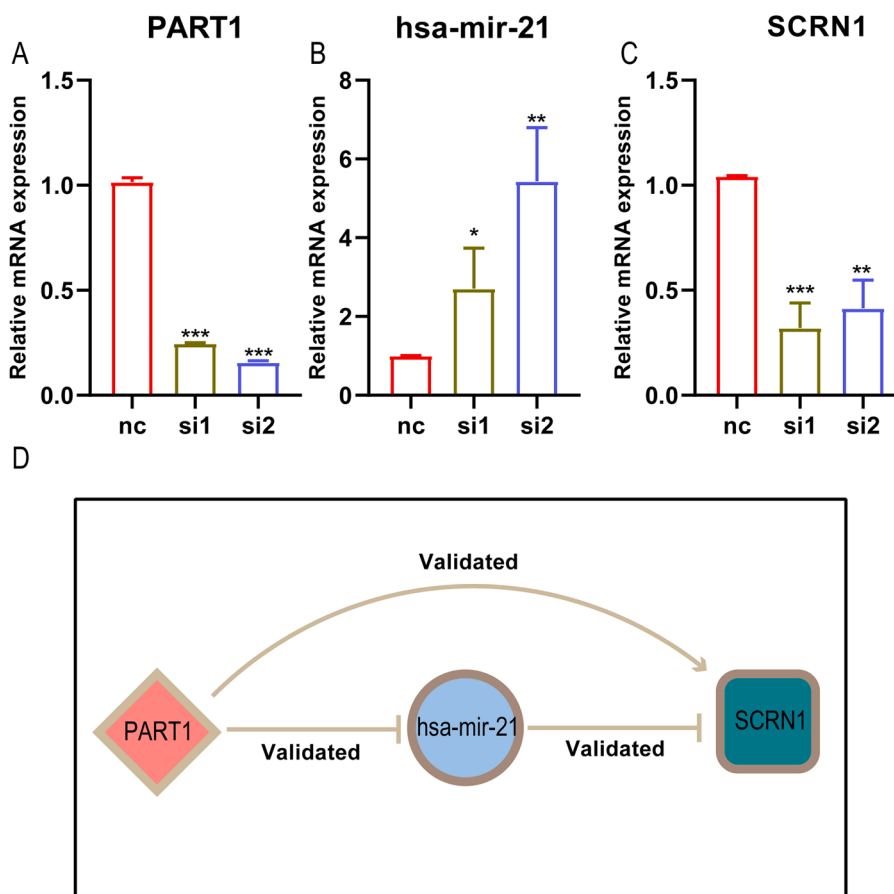 PART1
hsa-mir-21
SCRN1
A
B
C
Relative mRNA expression
1.5
1.0
0.5
0.0
***
***
nc
si1
si2
Relative mRNA expression
8
6
4
2
0
*
**
nc
si1
si2
Relative mRNA expression
1.5
1.0
0.5
0.0
***
**
nc
si1
si2
D
Validated
PART1
hsa-mir-21
SCRN1
Validated
Validated